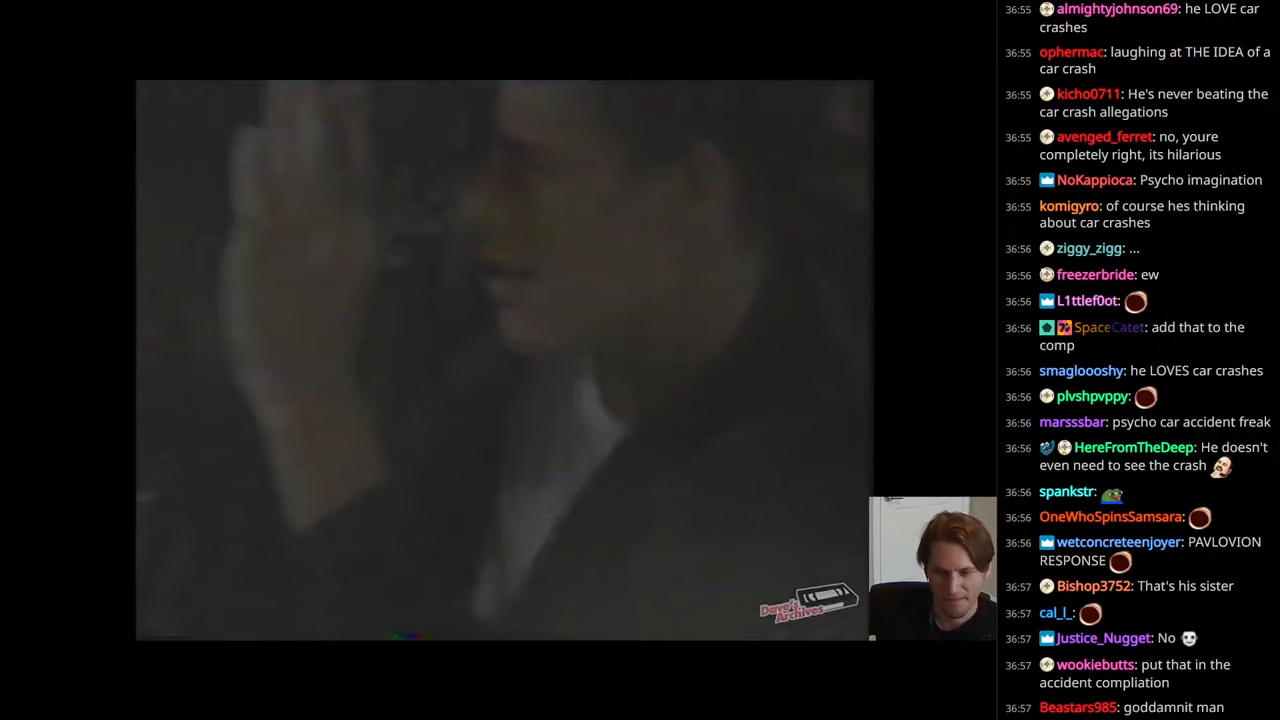 36:55 almightyjohnson69: he LOVE car
crashes
36:55 ophermac: laughing at THE IDEA of a
car crash
36:55 kicho0711: He's never beating the
car crash allegations
36:55 avenged_ferret: no, youre
completely right, its hilarious
36:55 NoKappioca: Psycho imagination
36:55 komigyro: of course hes thinking
about car crashes
36:56 ziggy_zigg: ...
36:56 freezerbride: ew
36:56 L1ttlef0ot:
36:56 SpaceCatet: add that to the
comp
36:56 smagloooshy: he LOVES car crashes
36:56 plvshpvppy:
36:56 marsssbar: psycho car accident freak
36:56 HereFromTheDeep: He doesn't
even need to see the crash
36:56 spankstr:
36:56 OneWhoSpinsSamsara:
36:56 wetconcreteenjoyer: PAVLOVION
RESPONSE
36:57 Bishop3752: That's his sister
36:57 cal_l_:
36:57 Justice_Nugget: No
36:57 wookiebutts: put that in the
accident compliation
36:57 Beastars985: goddamnit man
Dave's
Archives